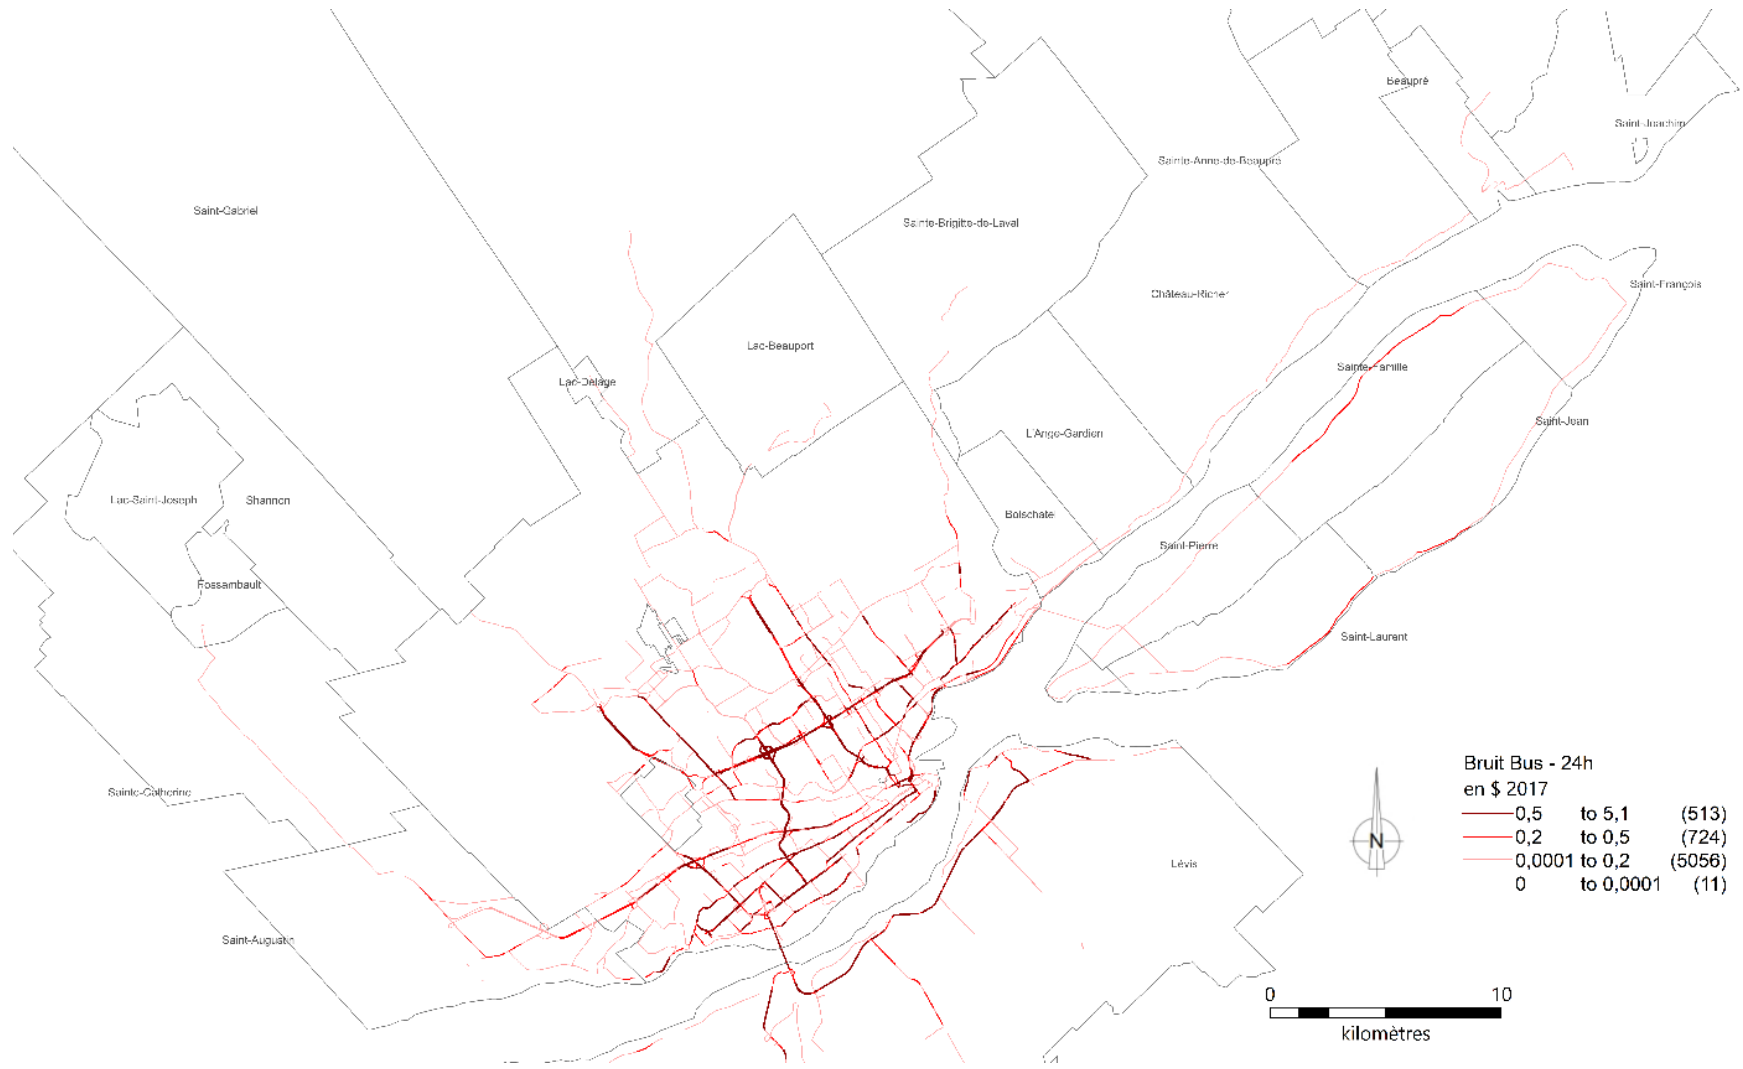 Beaupré
Saint-Joachim
Sainte-Anne-de-Beaupré
Saint-Gabriel
Sainte-Brigitte-de-Laval
Saint-François
Château-Richer
Lac-Beauport
Sainte-Famille
Lac-Delage
Saint-Jean
L'Ange-Gardien
Lac-Saint-Joseph
Shannon
Boischatel
Saint-Pierre
Fossambault
Saint-Laurent
Bruit Bus - 24h
en $ 2017
0,5 to 5,1 (513)
0,2 to 0,5 (724)
0,0001 to 0,2 (5056)
0 to 0,0001 (11)
Sainte-Catherine
N
Lévis
Saint-Augustin
0 10
kilomètres